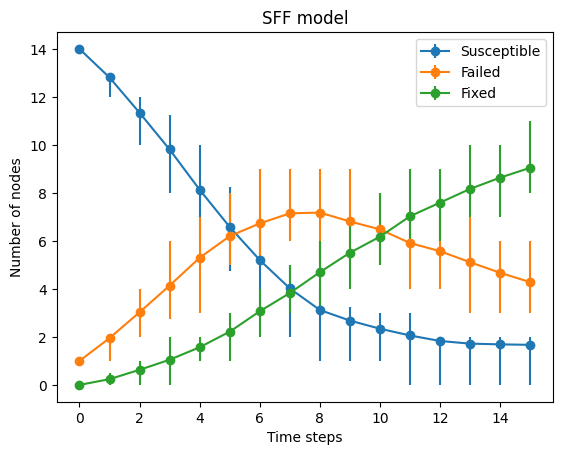 SFF model
Susceptible
Failed
Fixed
Number of nodes
14
12
10
8
6
4
2
0
0 2 4 6 8 10 12 14
Time steps